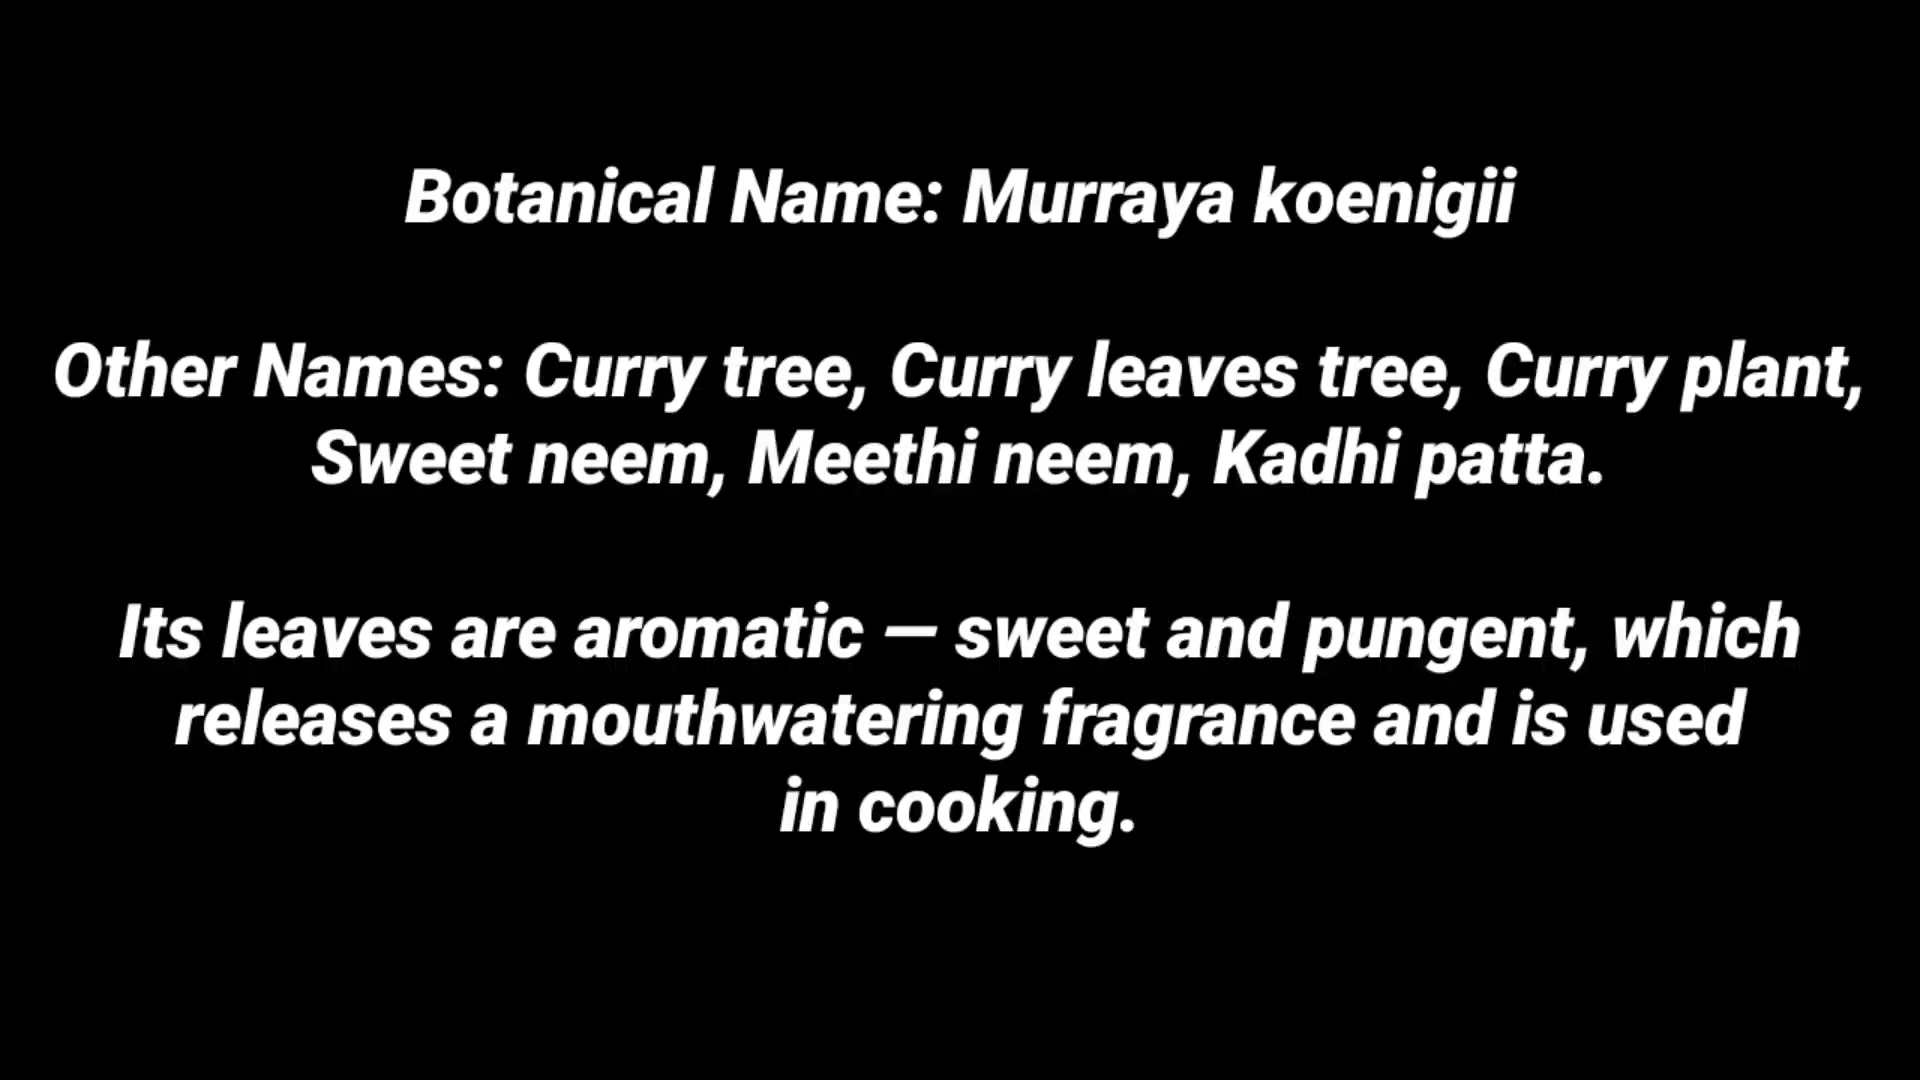 Botanical Name: Murraya koenigii
Other Names: Curry tree, Curry leaves tree, Curry plant,
Sweet neem, Meethi neem, Kadhi patta.
Its leaves are aromatic — sweet and pungent, which
releases a mouthwatering fragrance and is used
in cooking.